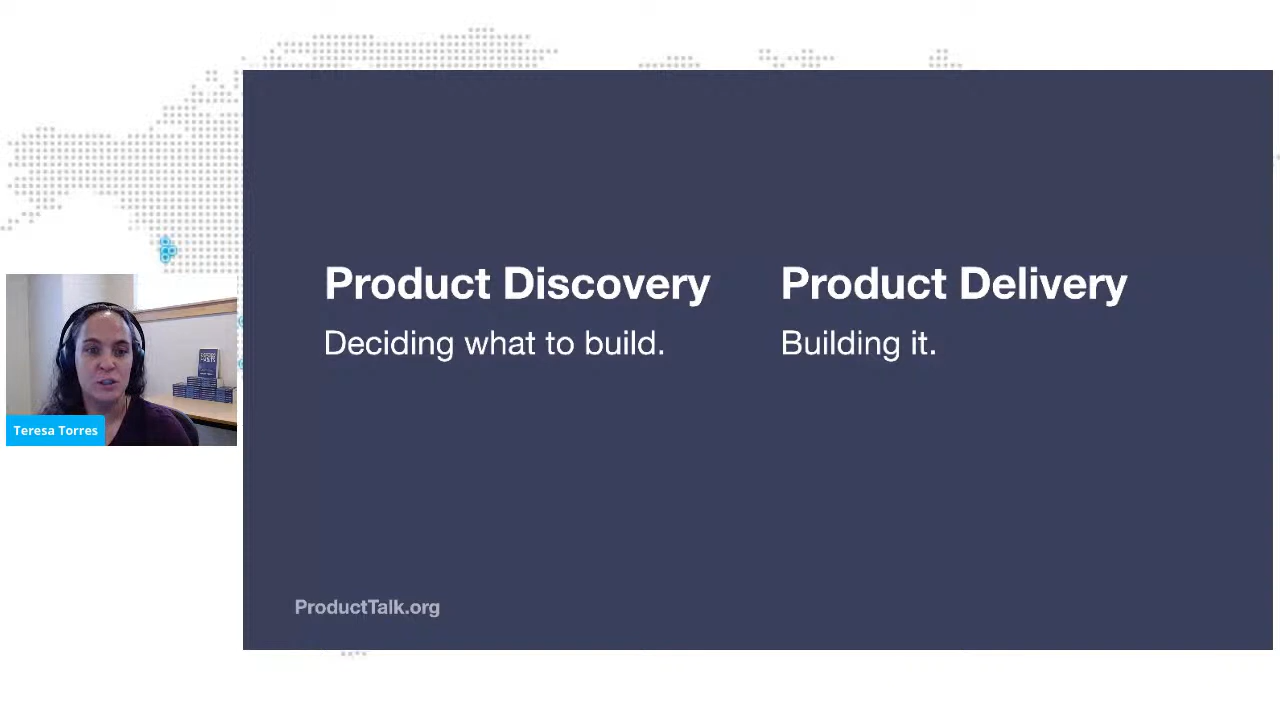 Product Discovery
Deciding what to build.
Product Delivery
Building it.
Teresa Torres
ProductTalk.org